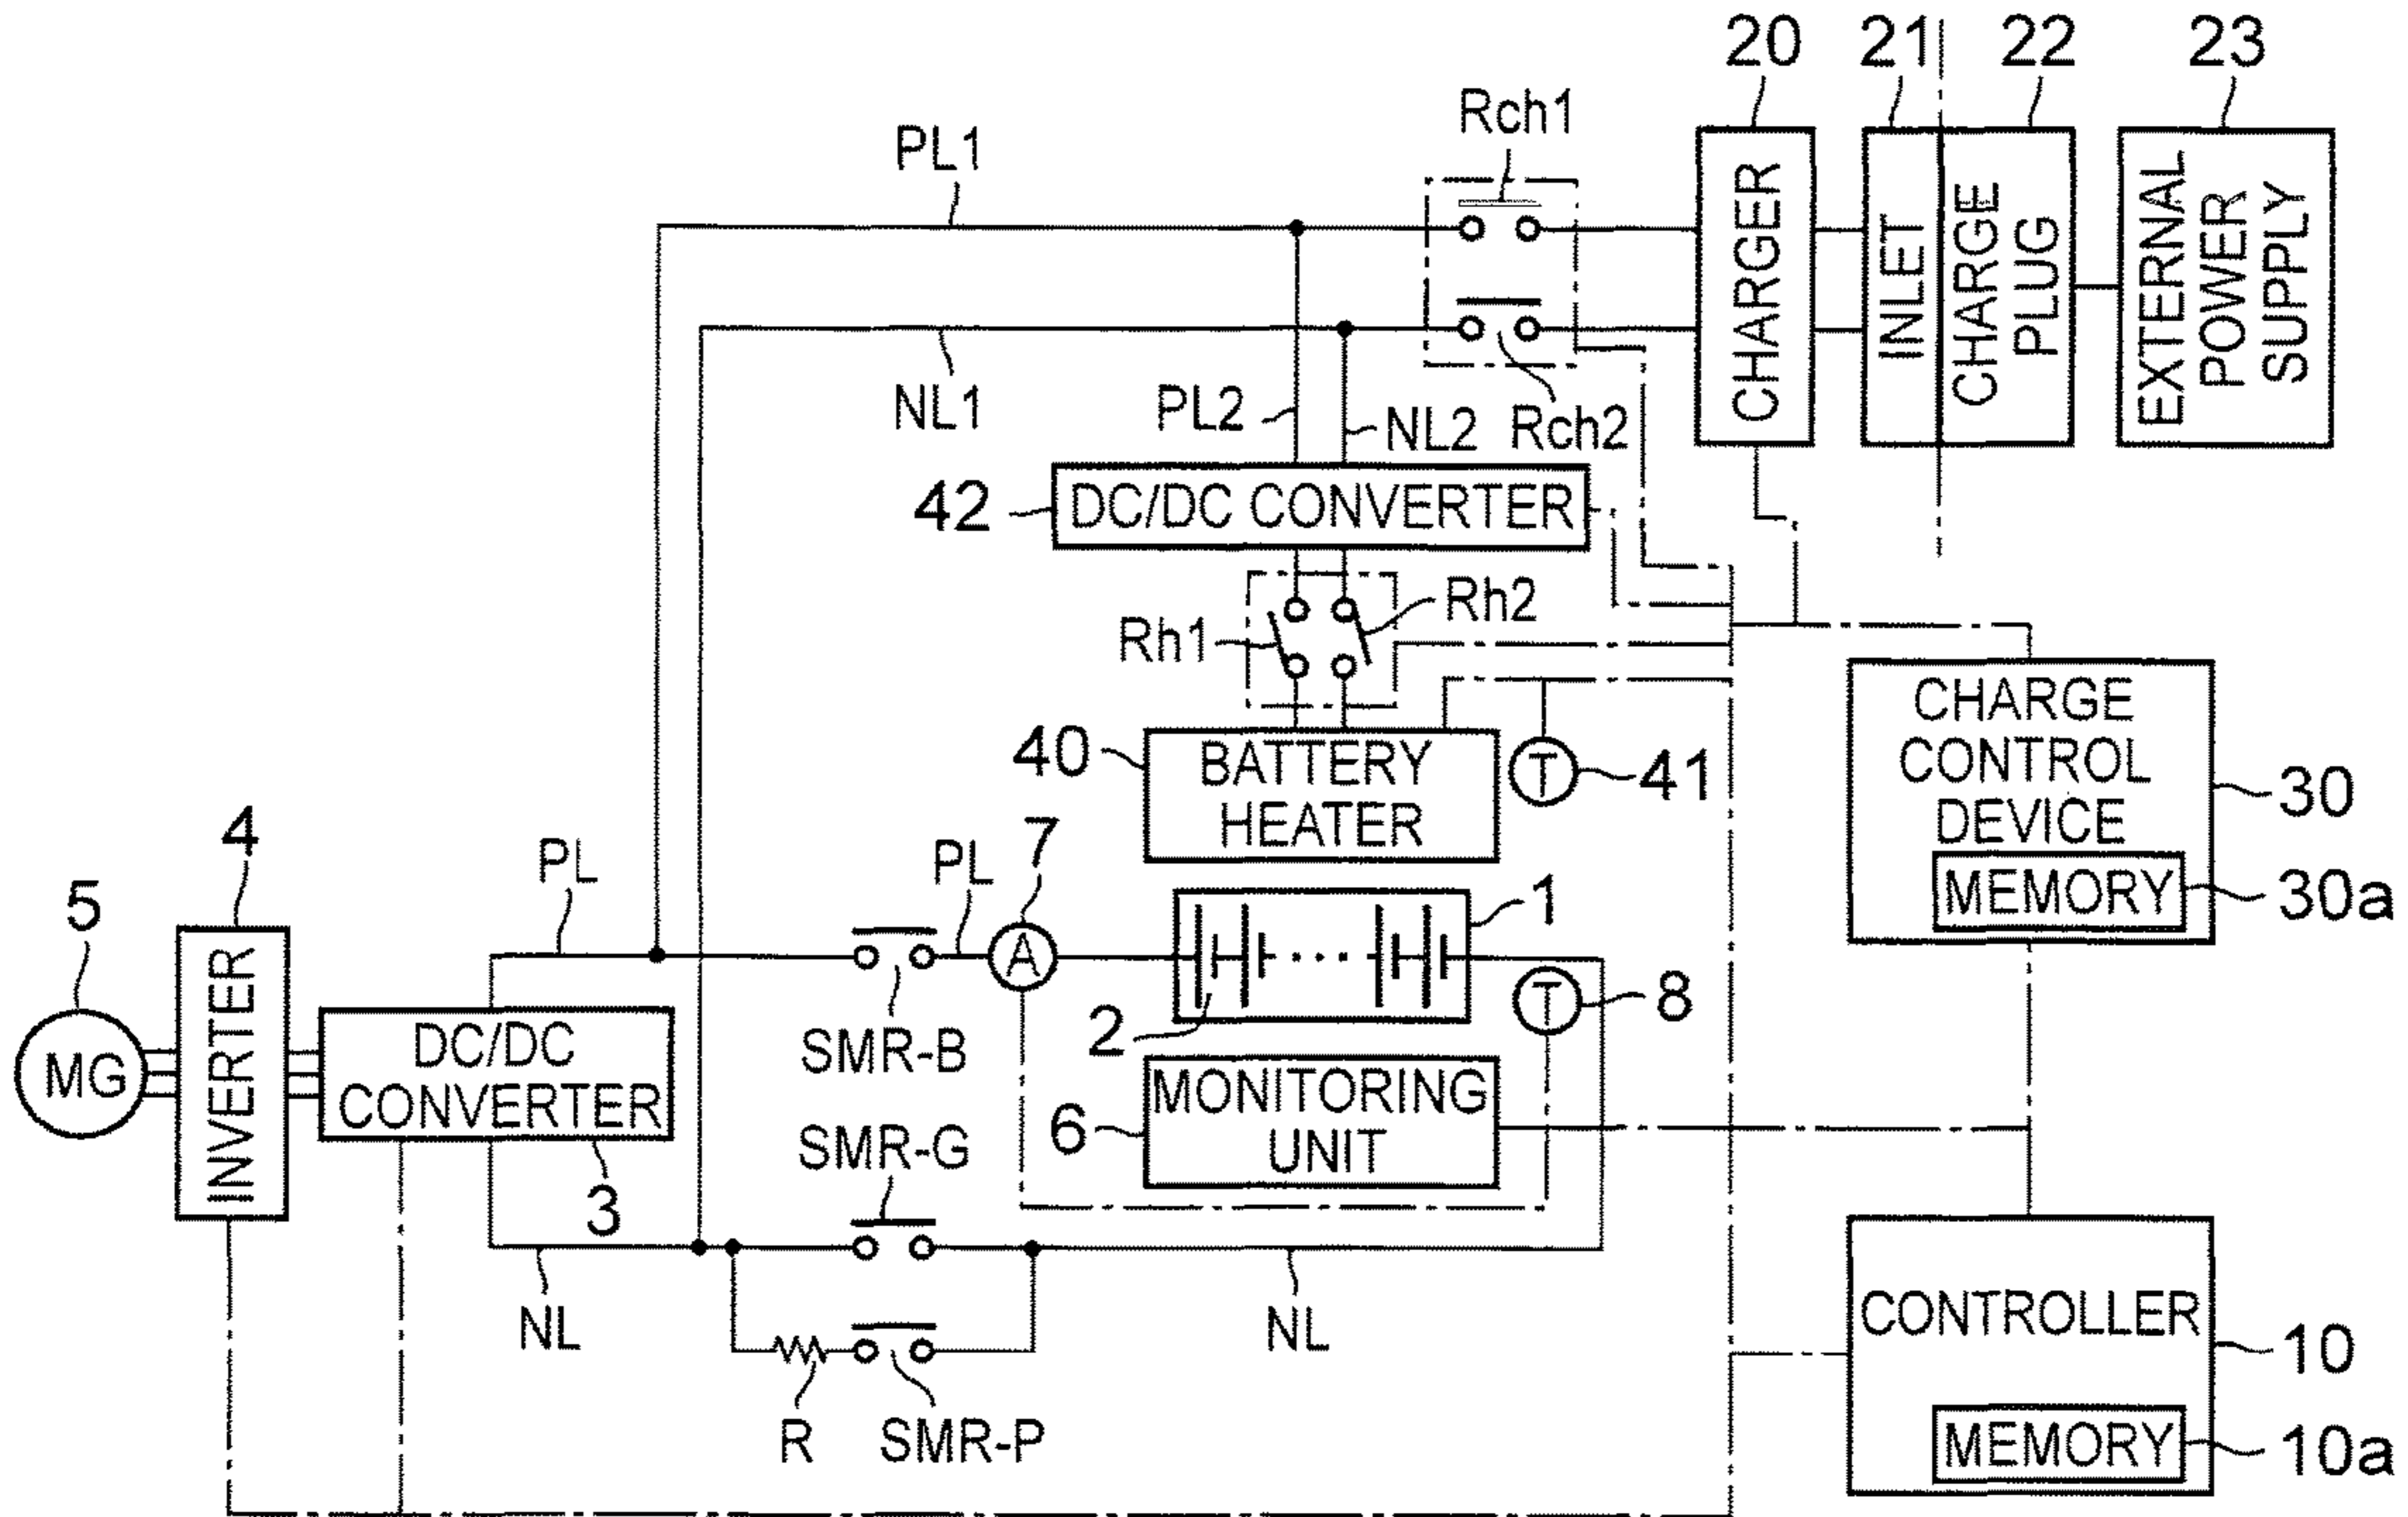 20
21
22
23
Rch1
PL1
CHARGER
INLET
CHARGE
PLUG
EXTERNAL
POWER
SUPPLY
NL1
PL2
NL2
Rch2
42
DC/DC CONVERTER
Rh1
Rh2
40
BATTERY
HEATER
T
41
CHARGE
CONTROL
DEVICE
30
MEMORY
30a
5
4
PL
PL
7
1
MG
INVERTER
DC/DC
CONVERTER
3
SMR-B
A
2
T
8
MONITORING
UNIT
6
SMR-G
NL
NL
R
SMR-P
CONTROLLER
10
MEMORY
10a